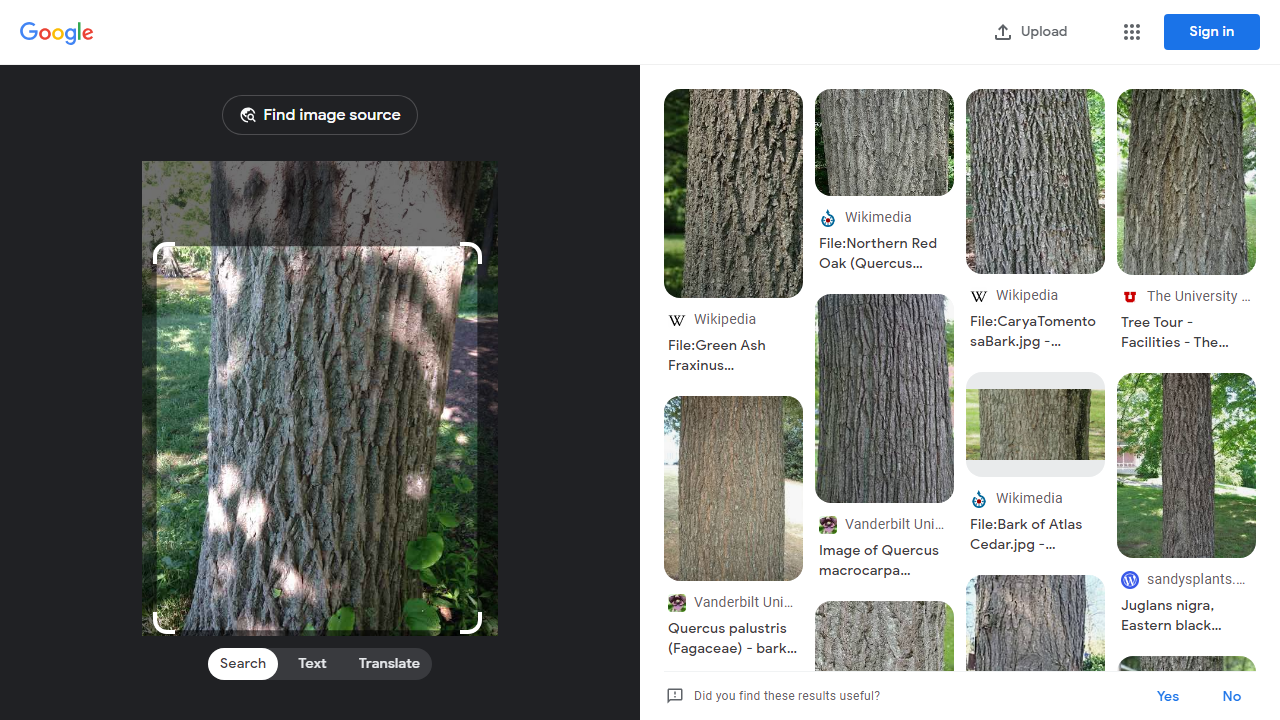 Google
Upload
Sign in
Find image source
Search
Text
Translate
Wikipedia
File:Green Ash
Fraxinus...
Vanderbilt Uni...
Quercus palustris
(Fagaceae) - bark...
Wikimedia
File:Northern Red
Oak (Quercus...
Vanderbilt Uni...
Image of Quercus
macrocarpa...
Wikipedia
File:CaryaTomento
saBark.jpg -...
Wikimedia
File:Bark of Atlas
Cedar.jpg -...
The University ...
Tree Tour -
Facilities - The...
sandysplants....
Juglans nigra,
Eastern black...
Did you find these results useful?
Yes
No